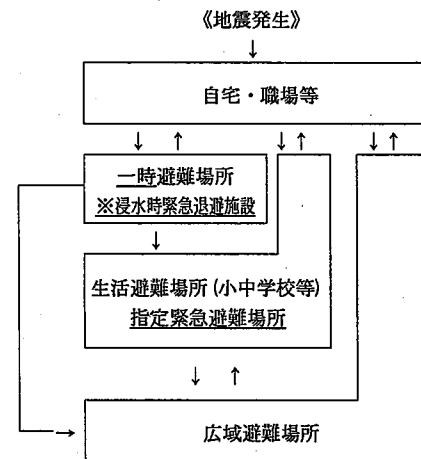 《地震発生》
↓
自宅・職場等
↓ ↑ ↓ ↑ ↓ ↑
一時避難場所
※浸水時緊急退避施設
↓
生活避難場所(小中学校等)
指定緊急避難場所
↓ ↑
→ 広域避難場所